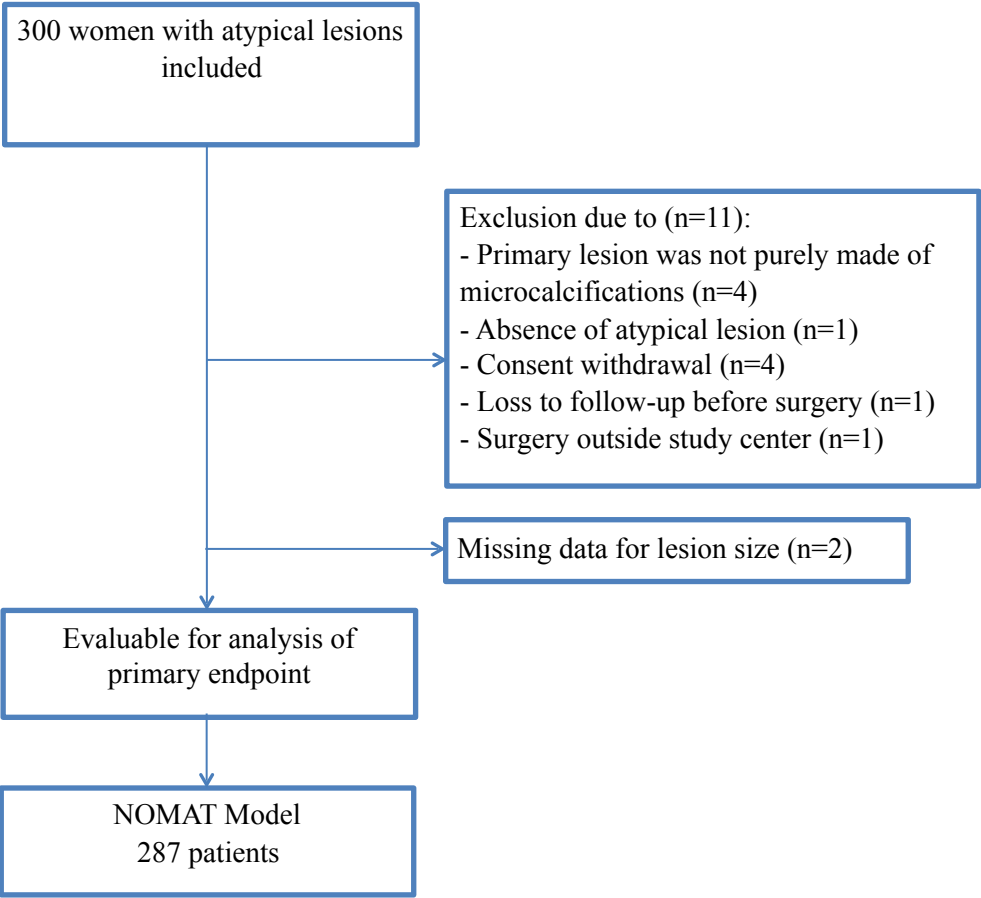 300 women with atypical lesions
included
Exclusion due to (n=11):
- Primary lesion was not purely made of
microcalcifications (n=4)
- Absence of atypical lesion (n=1)
- Consent withdrawal (n=4)
- Loss to follow-up before surgery (n=1)
- Surgery outside study center (n=1)
Missing data for lesion size (n=2)
Evaluable for analysis of
primary endpoint
NOMAT Model
287 patients